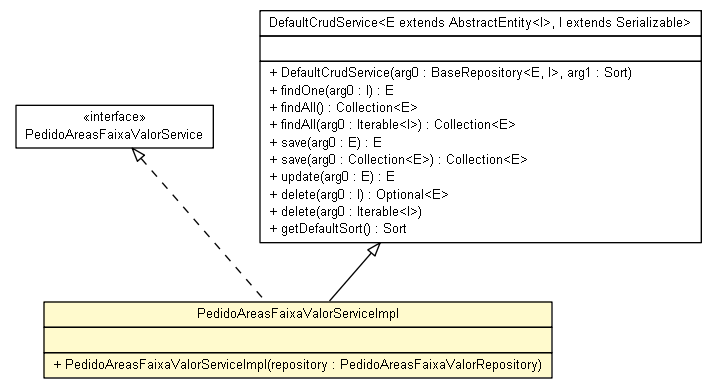 DefaultCrudService<E extends AbstractEntity<I>, I extends Serializable>
+ DefaultCrudService(arg0 : BaseRepository<E, I>, arg1 : Sort)
+ findOne(arg0 : I) : E
+ findAll() : Collection<E>
+ findAll(arg0 : Iterable<I>) : Collection<E>
+ save(arg0 : E) : E
+ save(arg0 : Collection<E>) : Collection<E>
+ update(arg0 : E) : E
+ delete(arg0 : I) : Optional<E>
+ delete(arg0 : Iterable<I>)
+ getDefaultSort() : Sort
«interface»
PedidoAreasFaixaValorService
PedidoAreasFaixaValorServiceImpl
+ PedidoAreasFaixaValorServiceImpl(repository : PedidoAreasFaixaValorRepository)